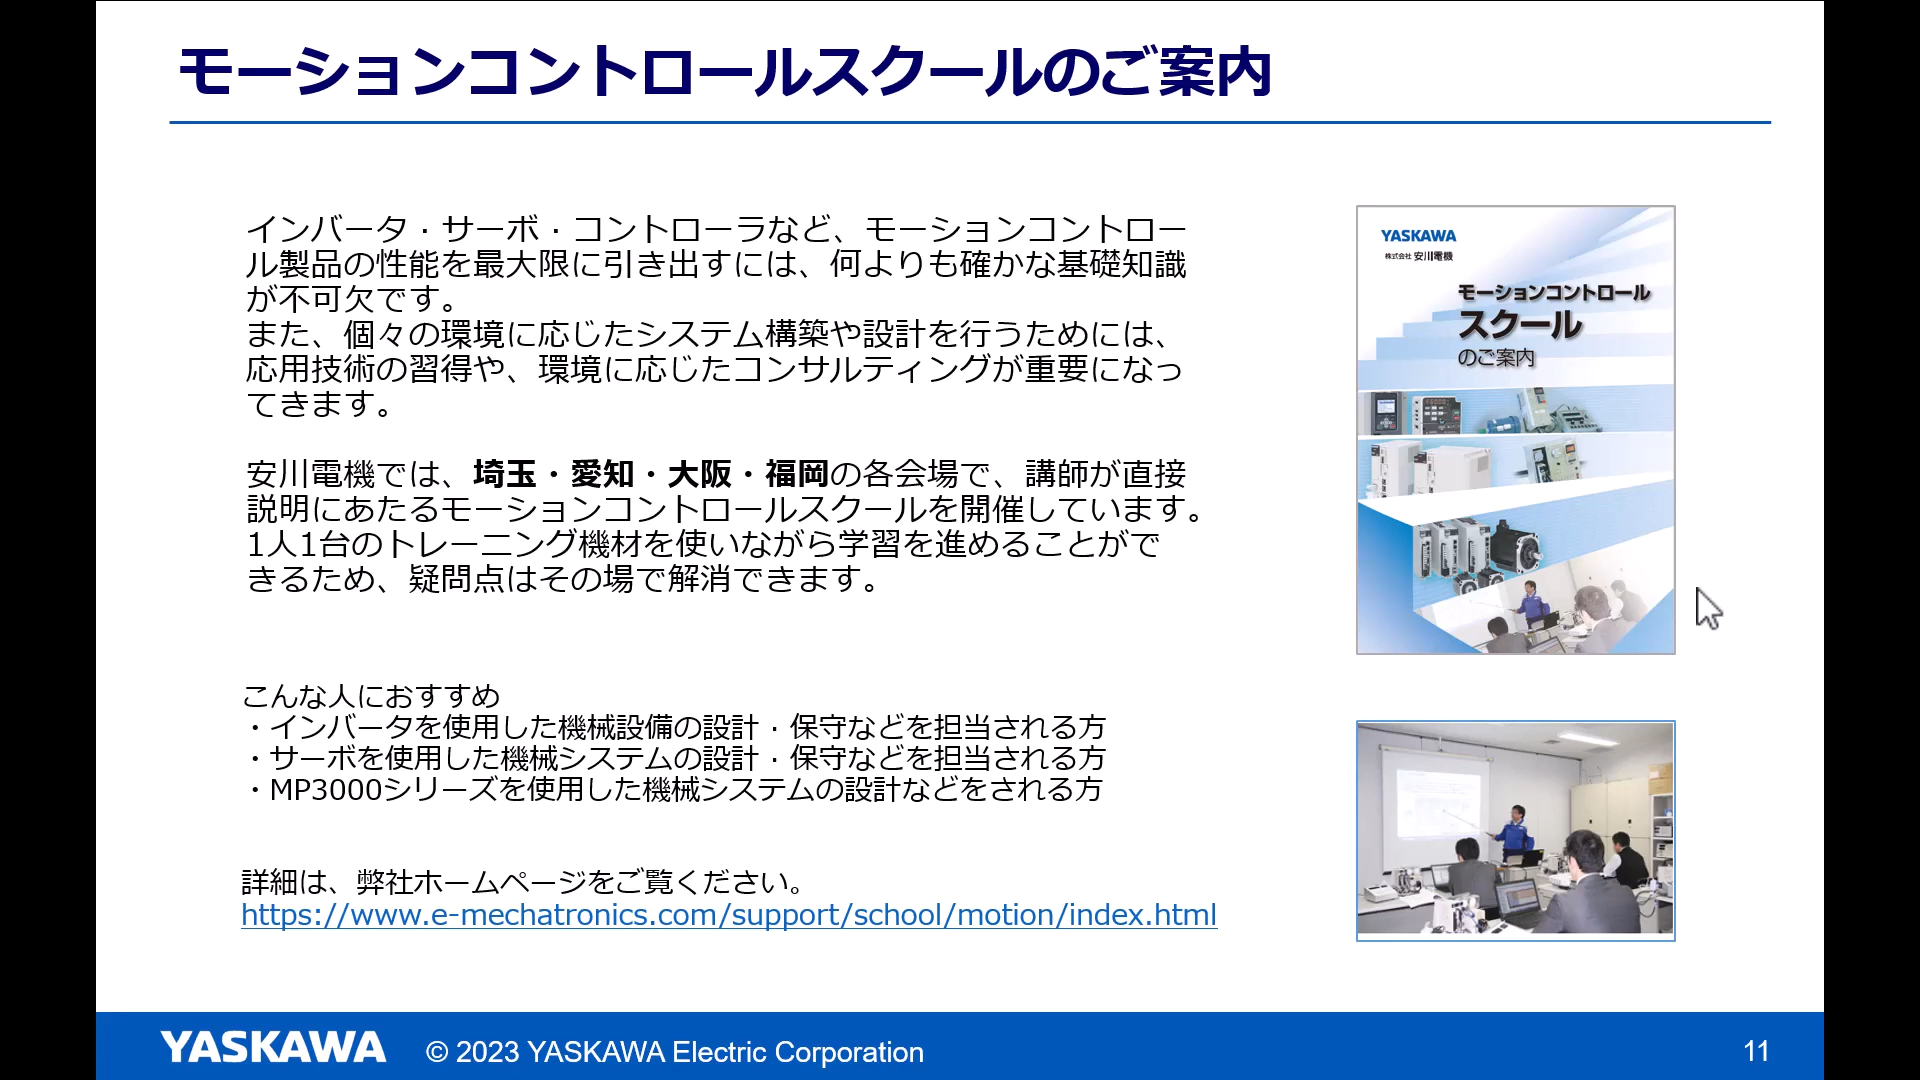 モーションコントロールスクールのご案内
インバータ・サーボ・コントローラなど、モーションコントロー
ル製品の性能を最大限に引き出すには、何よりも確かな基礎知識
が不可欠です。
また、個々の環境に応じたシステム構築や設計を行うためには、
応用技術の習得や、環境に応じたコンサルティングが重要になっ
てきます。
安川電機では、埼玉・愛知・大阪・福岡の各会場で、講師が直接
説明にあたるモーションコントロールスクールを開催しています。
1人1台のトレーニング機材を使いながら学習を進めることがで
きるため、疑問点はその場で解消できます。
こんな人におすすめ
・インバータを使用した機械設備の設計・保守などを担当される方
・サーボを使用した機械システムの設計・保守などを担当される方
・MP3000シリーズを使用した機械システムの設計などをされる方
詳細は、弊社ホームページをご覧ください。
https://www.e-mechatronics.com/support/school/motion/index.html
YASKAWA
株式会社 安川電機
モーションコントロール
スクール
のご案内
YASKAWA © 2023 YASKAWA Electric Corporation 11